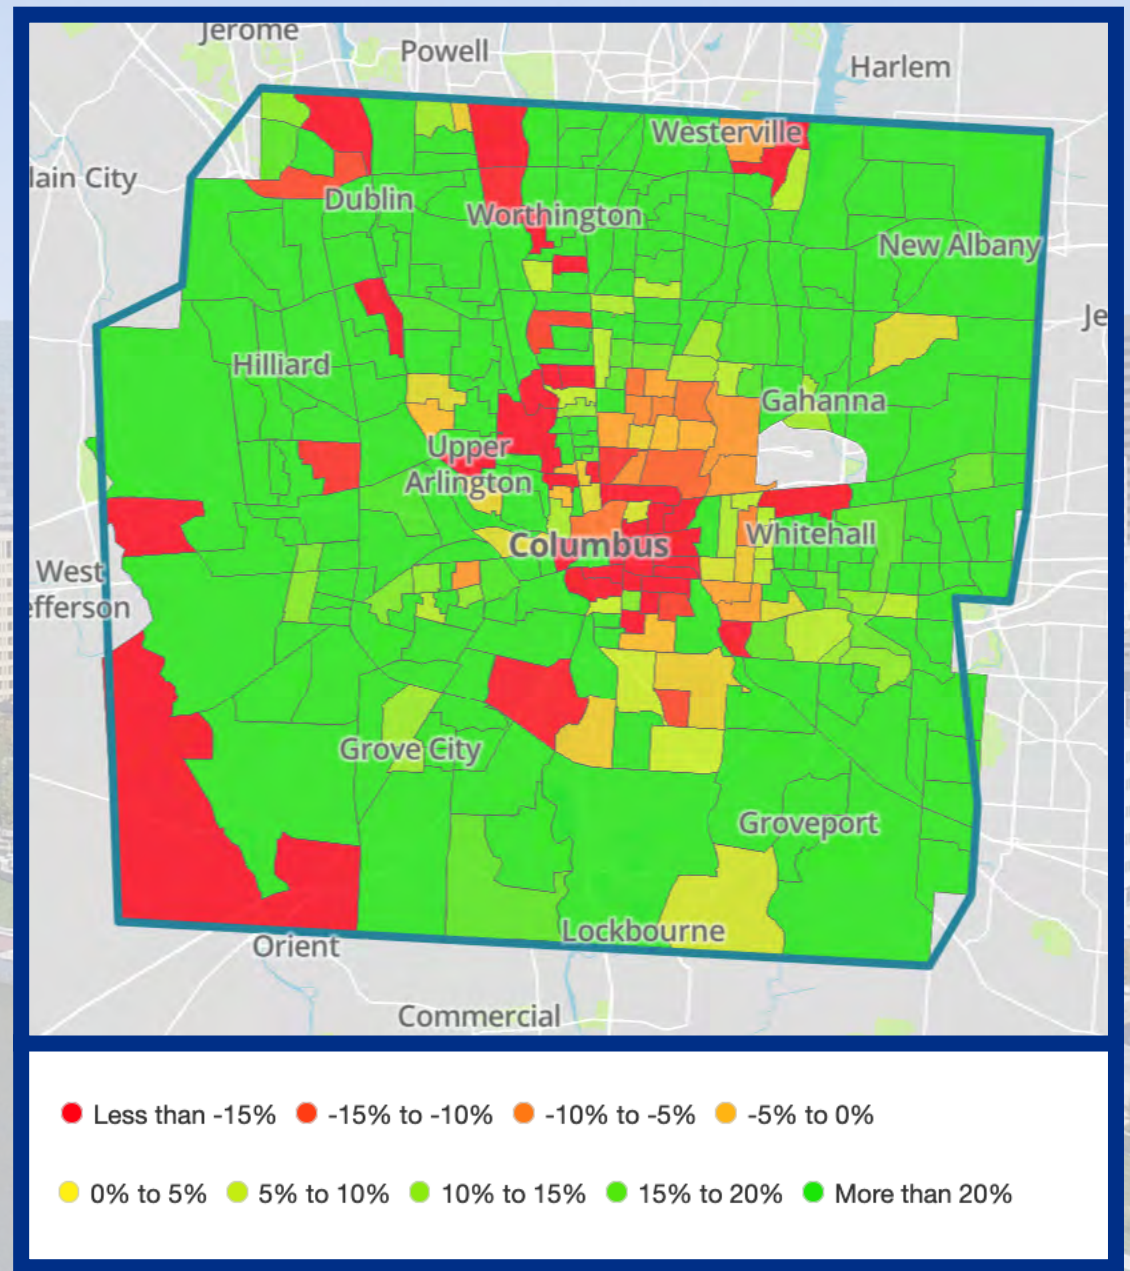 Jerome
Powell
Harlem
Westerville
lain City
Dublin
Worthington
New Albany
Je
Hilliard
Gahanna
Upper
Arlington
Whitehall
Columbus
West
efferson
Grove City
Groveport
Lockbourne
Orient
Commercial
Less than -15% -15% to -10% -10% to -5% -5% to 0%
0% to 5% 5% to 10% 10% to 15% 15% to 20% More than 20%